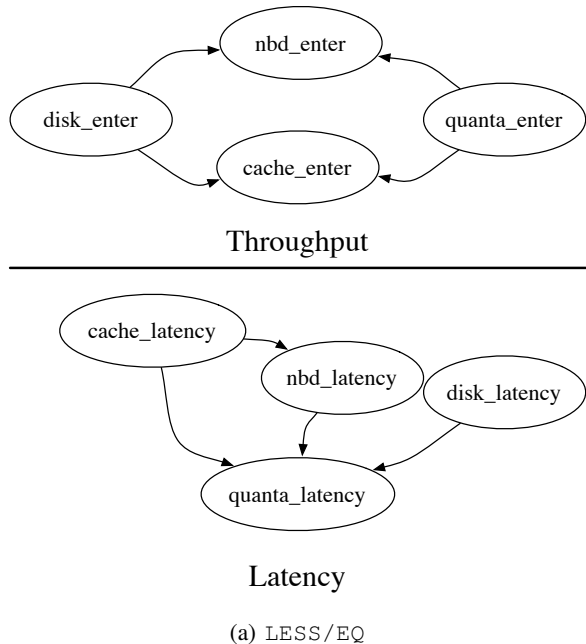 nbd_enter
disk_enter
quanta_enter
cache_enter
Throughput
cache_latency
nbd_latency
disk_latency
quanta_latency
Latency
(a) LESS/EQ